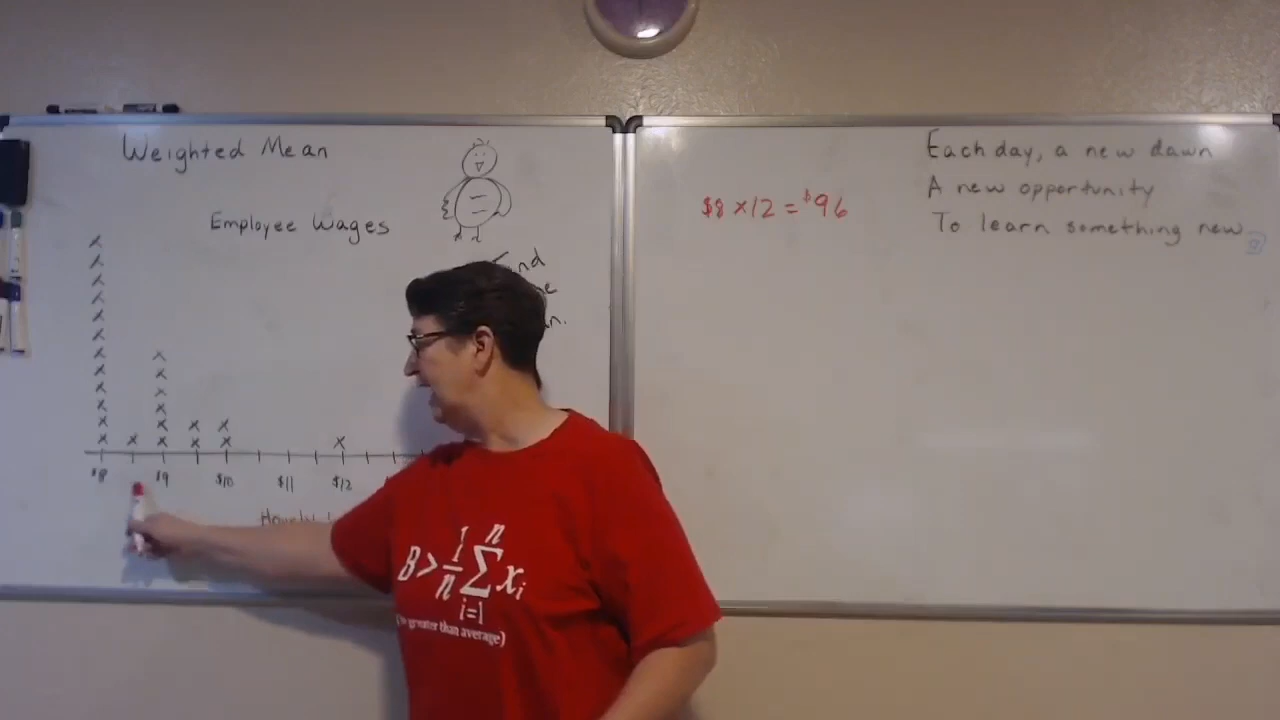 Weighted Mean
Employee Wages
$8
$9
$10
$11
$12
$8 x 12 = $96
Each day, a new dawn
A new opportunity
To learn something new
B > 1/n n Σ i=1 xi
greater than average)